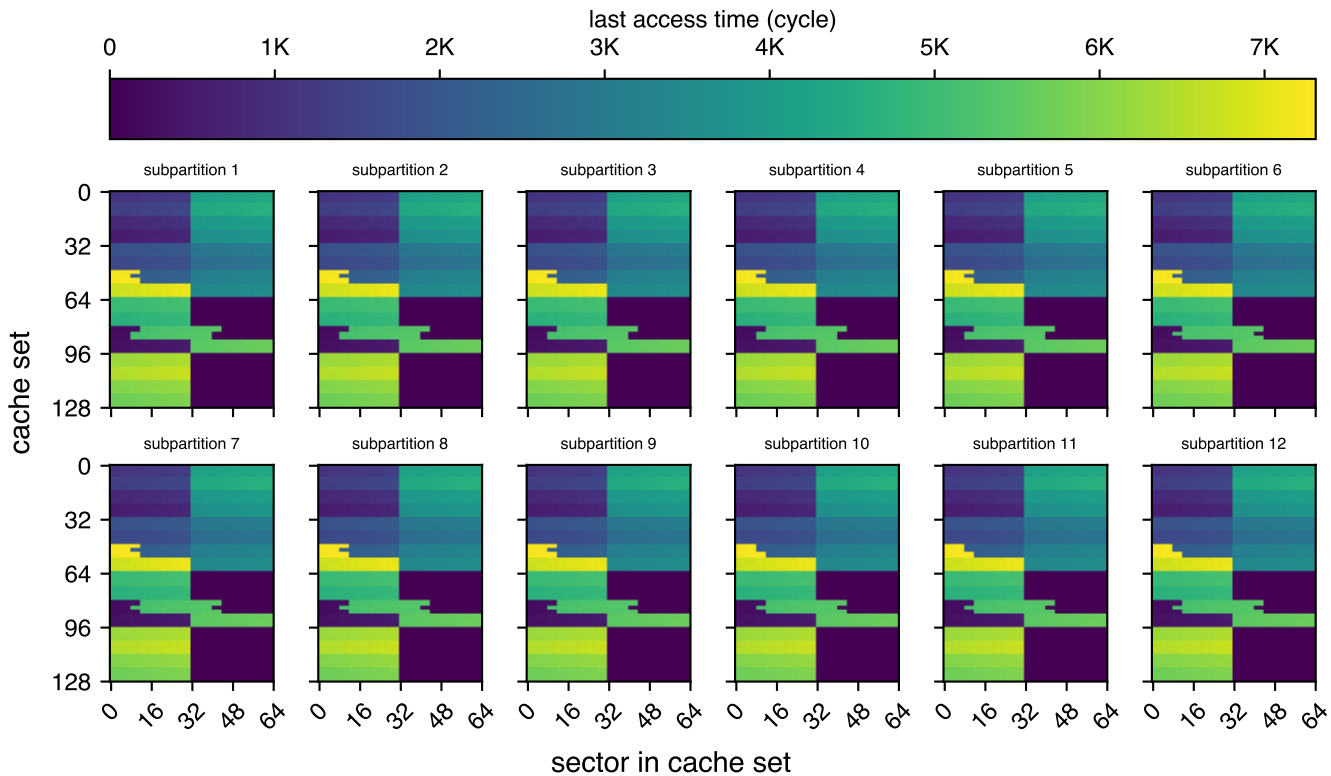 last access time (cycle)
0 1K 2K 3K 4K 5K 6K 7K
subpartition 1 subpartition 2 subpartition 3 subpartition 4 subpartition 5 subpartition 6
0
32
64
96
128
cache set
subpartition 7 subpartition 8 subpartition 9 subpartition 10 subpartition 11 subpartition 12
0
32
64
96
128
0 16 32 48 64 0 16 32 48 64 0 16 32 48 64 0 16 32 48 64 0 16 32 48 64 0 16 32 48 64
sector in cache set